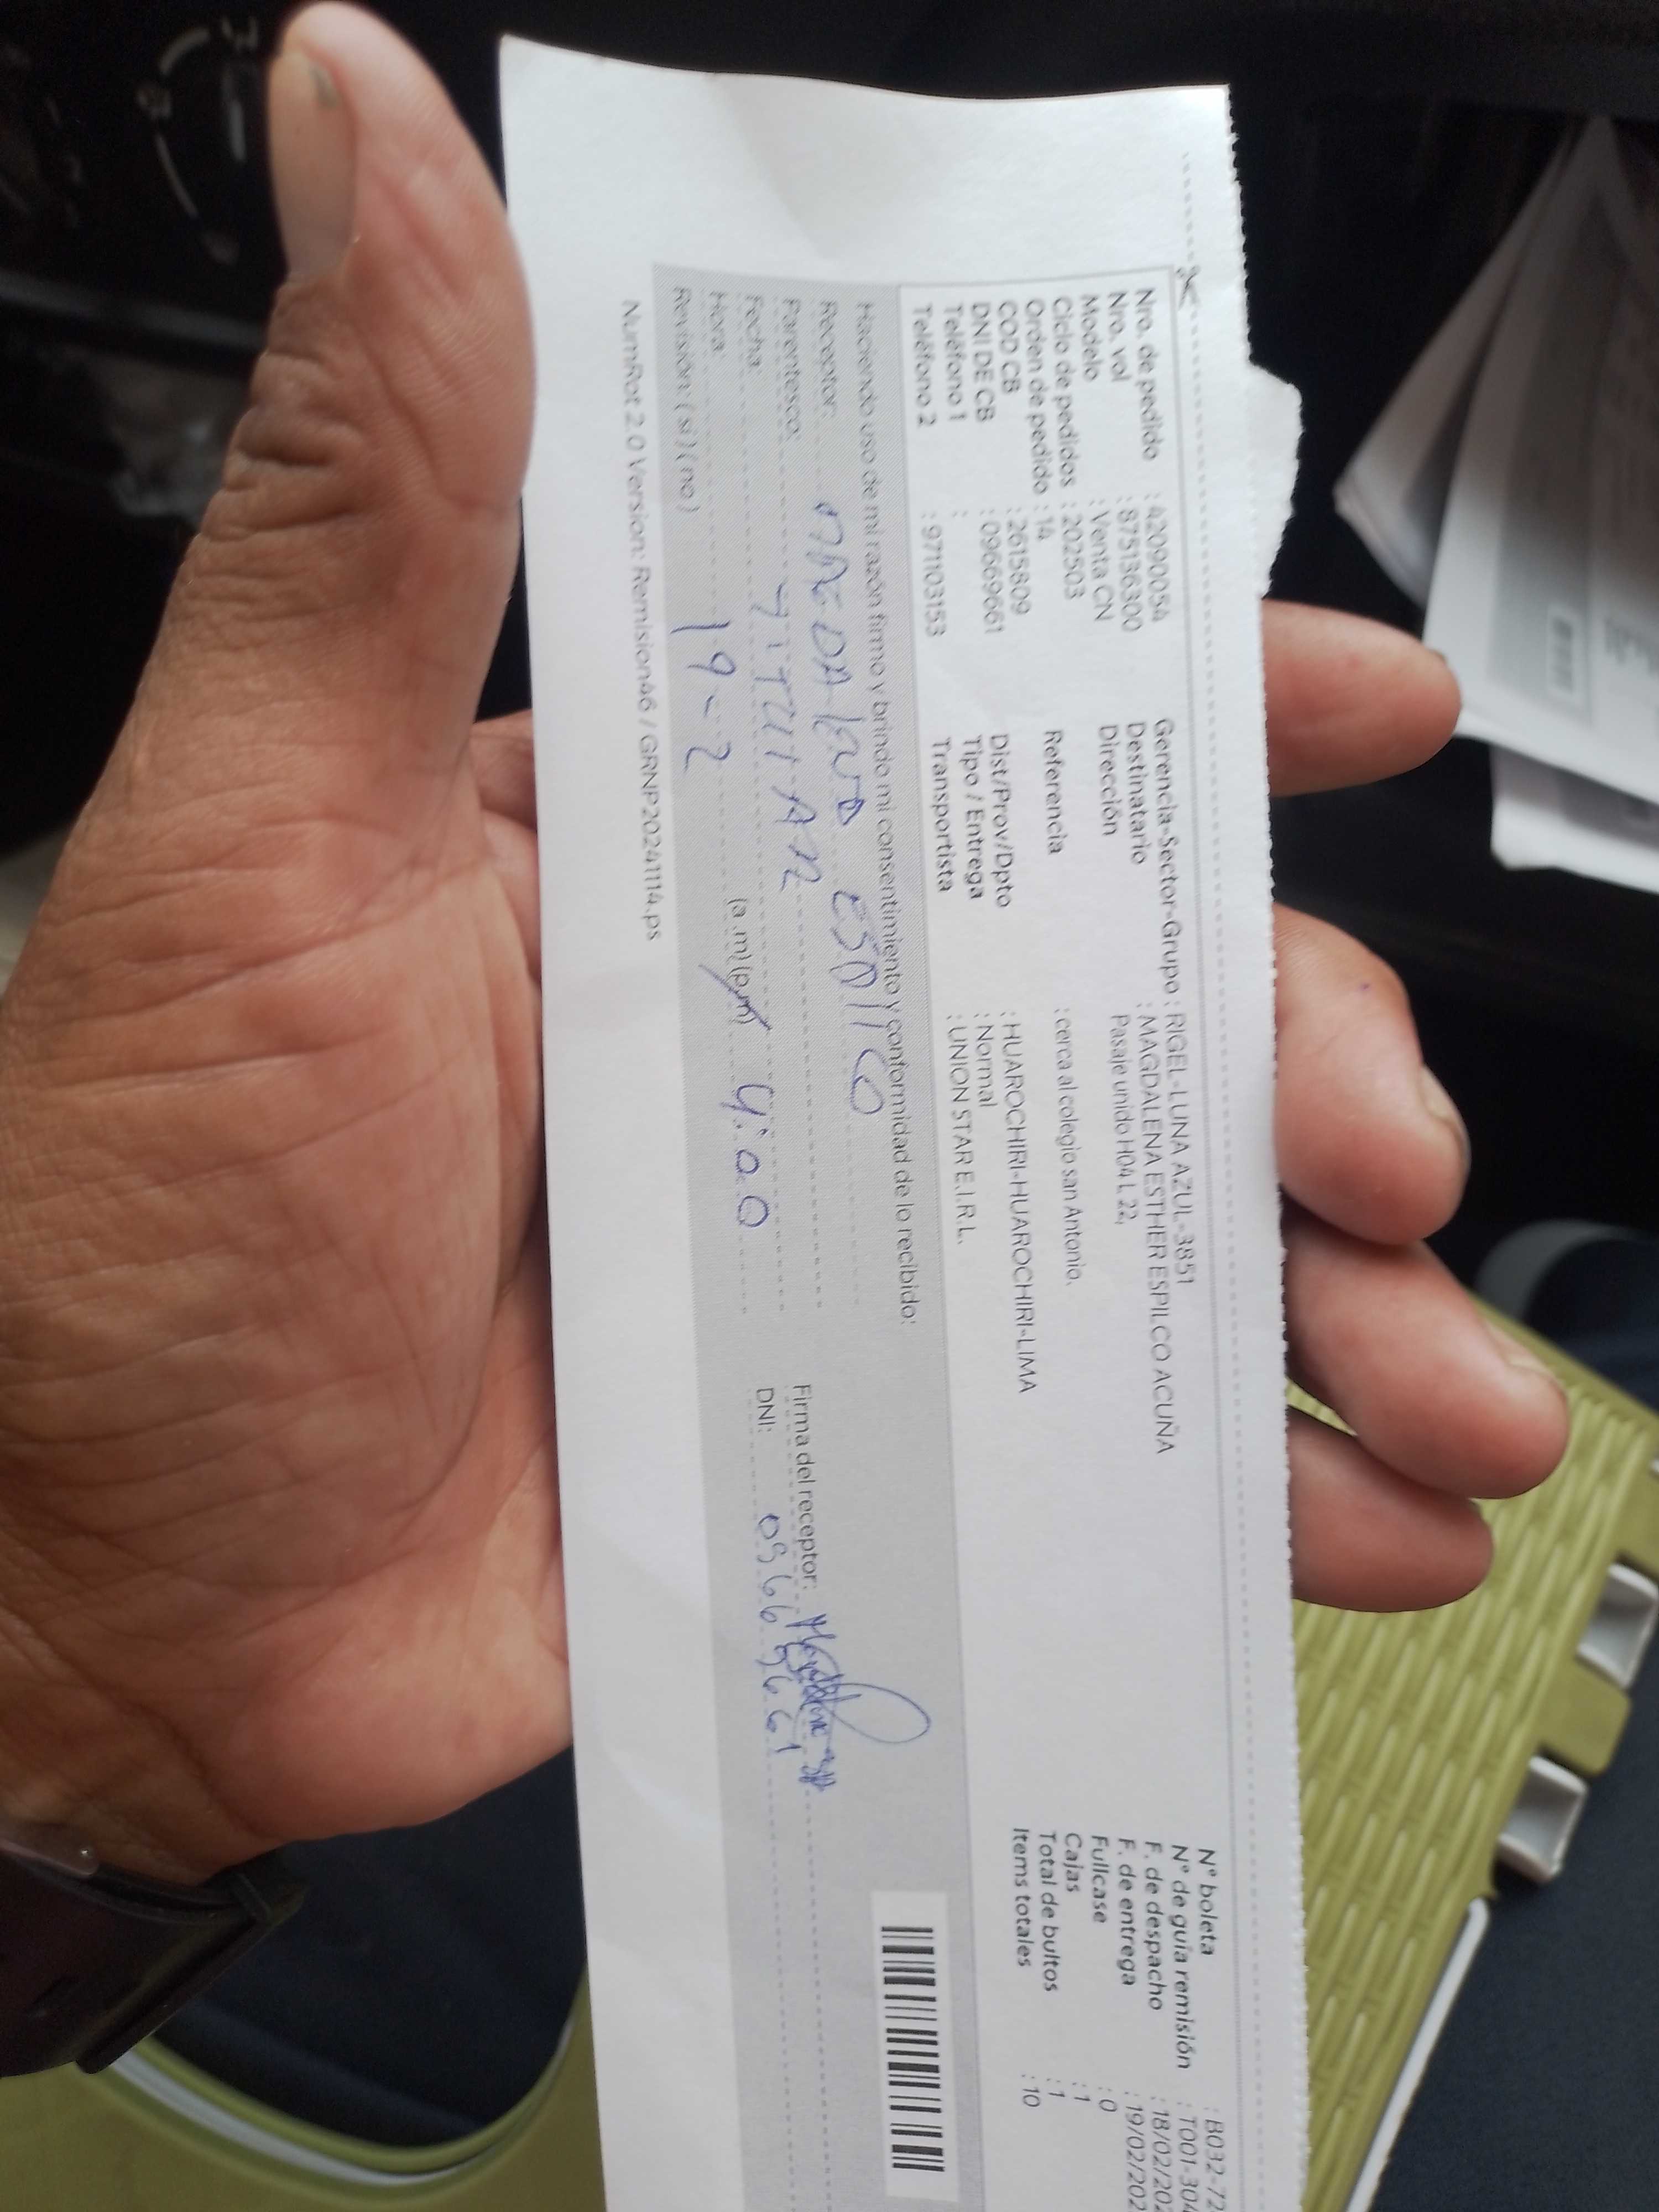 Nro. de pedido : 42090054
Nro. vol : 875136300
Modelo : Venta CN
Ciclo de pedidos : 202503
Orden de pedido : 14
COD CB : 2615809
DNI DE CB : 09669661
Teléfono 1 :
Teléfono 2 : 971103153
Gerencia-Sector-Grupo : RIGEL-LUNA AZUL-3851
Destinatario : MAGDALENA ESTHER ESPILCO ACUÑA
Dirección : Pasaje unido H04 L 22,
Referencia : cerca al colegio san Antonio.
Dist/Prov/Dpto : HUAROCHIRI-HUAROCHIRI-LIMA
Tipo / Entrega : Normal
Transportista : UNION STAR E.I.R.L.
N° boleta : B032-72
N° de guía remisión : T001-304
F. de despacho : 18/02/202
F. de entrega : 19/02/202
Fullcase : 0
Cajas : 1
Total de bultos : 1
Items totales : 10
Haciendo uso de mi razón firmo y brindo mi consentimiento y conformidad de lo recibido:
Receptor:
Parentesco: TITULAR
Fecha: 19-2
Hora: (a.m) (p.m) 4:00
Revisión: ( si ) ( no )
Firma del receptor:
DNI: 09669661
NumRot 2.0 Version: Remision46 / GRNP20241114.ps